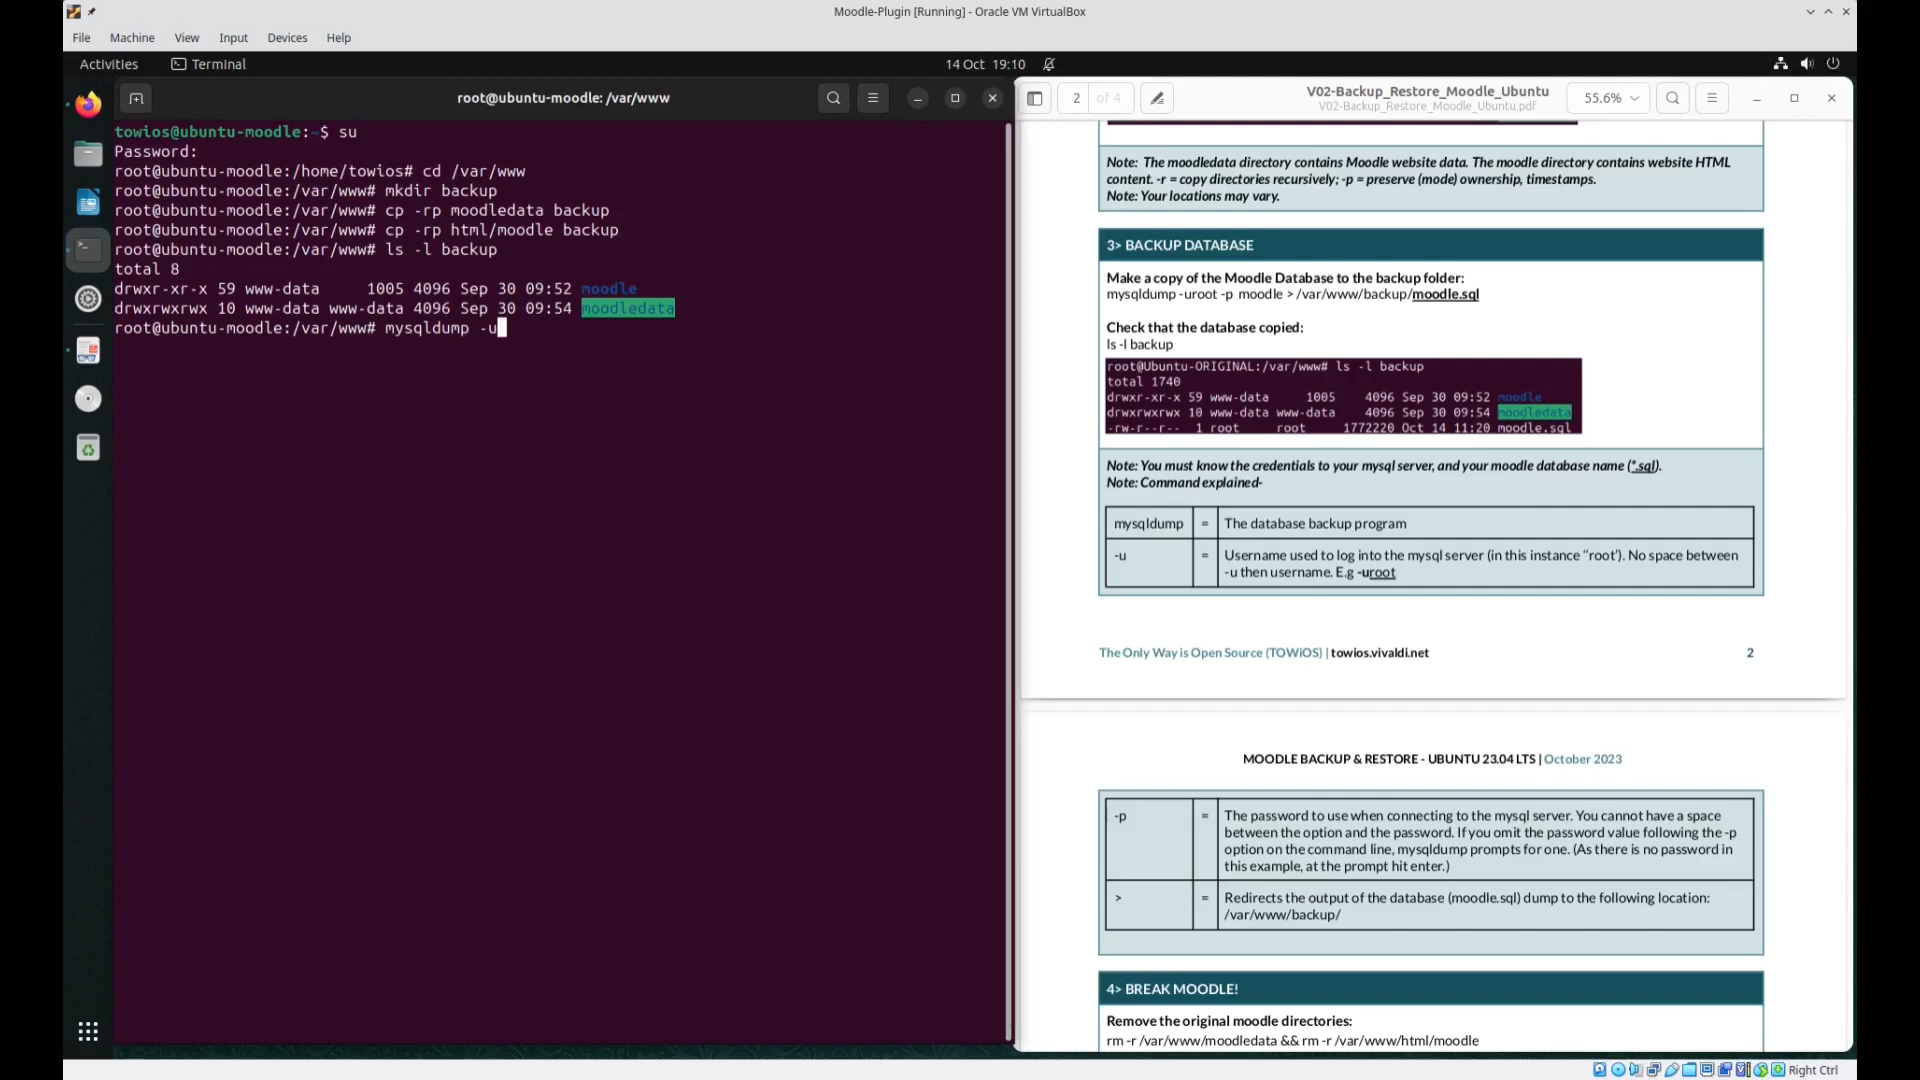 Moodle-Plugin [Running] - Oracle VM VirtualBox
File Machine View Input Devices Help
Activities Terminal 14 Oct 19:10
root@ubuntu-moodle: /var/www
towios@ubuntu-moodle:~$ su
Password:
root@ubuntu-moodle:/home/towios# cd /var/www
root@ubuntu-moodle:/var/www# mkdir backup
root@ubuntu-moodle:/var/www# cp -rp moodledata backup
root@ubuntu-moodle:/var/www# cp -rp html/moodle backup
root@ubuntu-moodle:/var/www# ls -l backup
total 8
drwxr-xr-x 59 www-data 1005 4096 Sep 30 09:52 moodle
drwxrwxrwx 10 www-data www-data 4096 Sep 30 09:54 moodledata
root@ubuntu-moodle:/var/www# mysqldump -u
2 of 4
V02-Backup_Restore_Moodle_Ubuntu
V02-Backup_Restore_Moodle_Ubuntu.pdf
55.6%
Note: The moodledata directory contains Moodle website data. The moodle directory contains website HTML
content. -r = copy directories recursively; -p = preserve (mode) ownership, timestamps.
Note: Your locations may vary.
3> BACKUP DATABASE
Make a copy of the Moodle Database to the backup folder:
mysqldump -uroot -p moodle > /var/www/backup/moodle.sql
Check that the database copied:
ls -l backup
root@Ubuntu-ORIGINAL:/var/www# ls -l backup
total 1740
drwxr-xr-x 59 www-data 1005 4096 Sep 30 09:52 moodle
drwxrwxrwx 10 www-data www-data 4096 Sep 30 09:54 moodledata
-rw-r--r-- 1 root root 1772220 Oct 14 11:20 moodle.sql
Note: You must know the credentials to your mysql server, and your moodle database name (*.sql).
Note: Command explained-
mysqldump = The database backup program
-u = Username used to log into the mysql server (in this instance "root'). No space between
-u then username. E.g -uroot
The Only Way is Open Source (TOWiOS) | towios.vivaldi.net 2
MOODLE BACKUP & RESTORE - UBUNTU 23.04 LTS | October 2023
-p = The password to use when connecting to the mysql server. You cannot have a space
between the option and the password. If you omit the password value following the -p
option on the command line, mysqldump prompts for one. (As there is no password in
this example, at the prompt hit enter.)
> = Redirects the output of the database (moodle.sql) dump to the following location:
/var/www/backup/
4> BREAK MOODLE!
Remove the original moodle directories:
rm -r /var/www/moodledata && rm -r /var/www/html/moodle
Right Ctrl